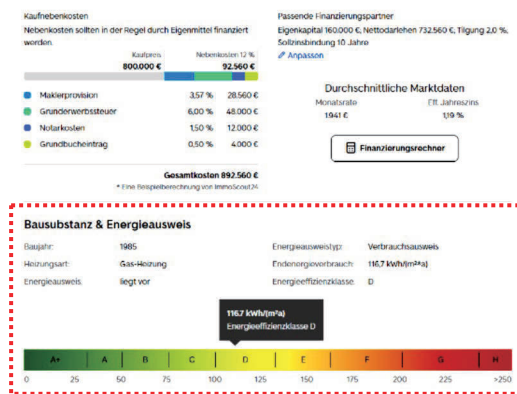 Kaufnebenkosten
Nebenkosten sollten in der Regel durch Eigenmittel finanziert
werden.
Kaufpreis Nebenkosten 12 %
800.000 € 92.560 €
Maklerprovision 3,57 % 28.560 €
Grunderwerbssteuer 6,00 % 48.000 €
Notarkosten 1,50 % 12.000 €
Grundbucheintrag 0,50 % 4.000 €
Gesamtkosten 892.560 €
* Eine Beispielberechnung von ImmoScout24
Passende Finanzierungspartner
Eigenkapital 160.000 €, Nettodarlehen 732.560 €, Tilgung 2,0 %,
Sollzinsbindung 10 Jahre
Anpassen
Durchschnittliche Marktdaten
Monatsrate Eff. Jahreszins
1.941 € 1,19 %
Finanzierungsrechner
Bausubstanz & Energieausweis
Baujahr: 1985 Energieausweistyp: Verbrauchsausweis
Heizungsart: Gas-Heizung Endenergieverbrauch: 116,7 kWh/(m²*a)
Energieausweis: liegt vor Energieeffizienzklasse: D
116.7 kWh/(m²a)
Energieeffizienzklasse D
A+ A B C D E F G H
0 25 50 75 100 125 150 175 200 225 >250